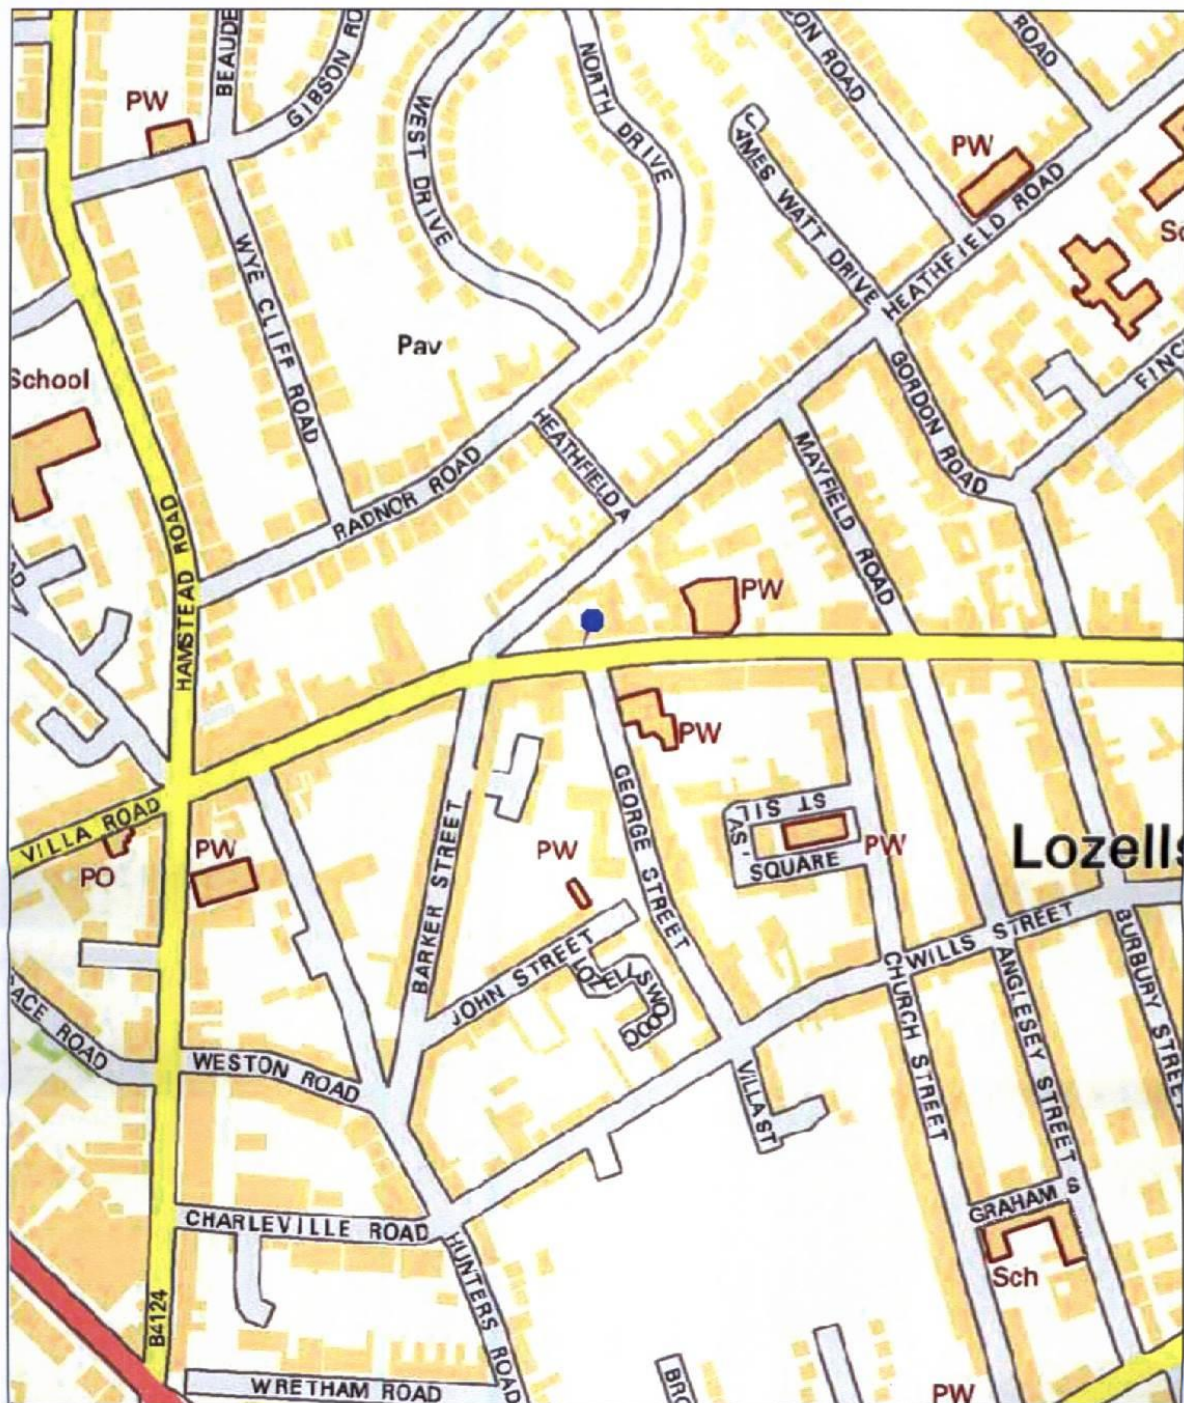 BEAUDE
GIBSON RO
PW
WEST DRIVE
NORTH DRIVE
ON ROAD
ROAD
JAMES WATT DRIVE
PW
HEATHFIELD ROAD
WYE CLIFF ROAD
Pav
School
GORDON ROAD
FINC
HEATHFIELD A
MAYFIELD ROAD
RADNOR ROAD
HAMSTEAD ROAD
PW
PW
GEORGE STREET
ST SIL
AS'
SQUARE
PW
Lozells
VILLA ROAD
PO
PW
PW
BARKER STREET
JOHN STREET
LOZELLS WOOD
WILLS STREET
CHURCH STREET
ANGLESEY STREET
BURBURY STREET
ACE ROAD
WESTON ROAD
VILLA ST
GRAHAM S
Sch
CHARLEVILLE ROAD
HUNTERS ROAD
B4124
WRETHAM ROAD
BRO
PW